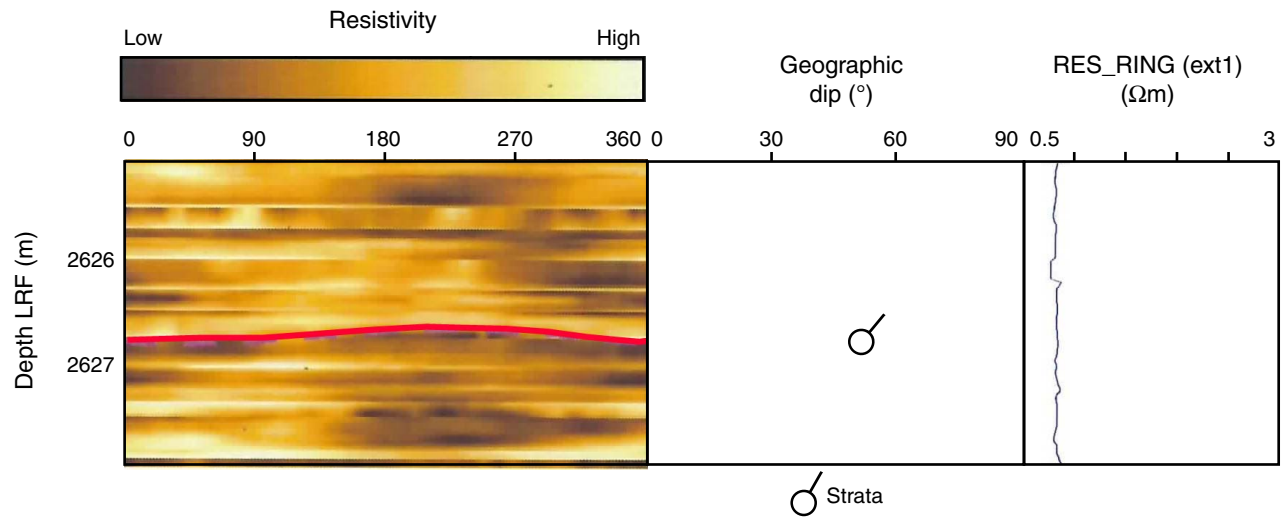 Resistivity
Low High
Geographic
dip (°)
RES_RING (ext1)
(Ωm)
0 90 180 270 360 0 30 60 90 0.5 3
Depth LRF (m)
2626
2627
Strata